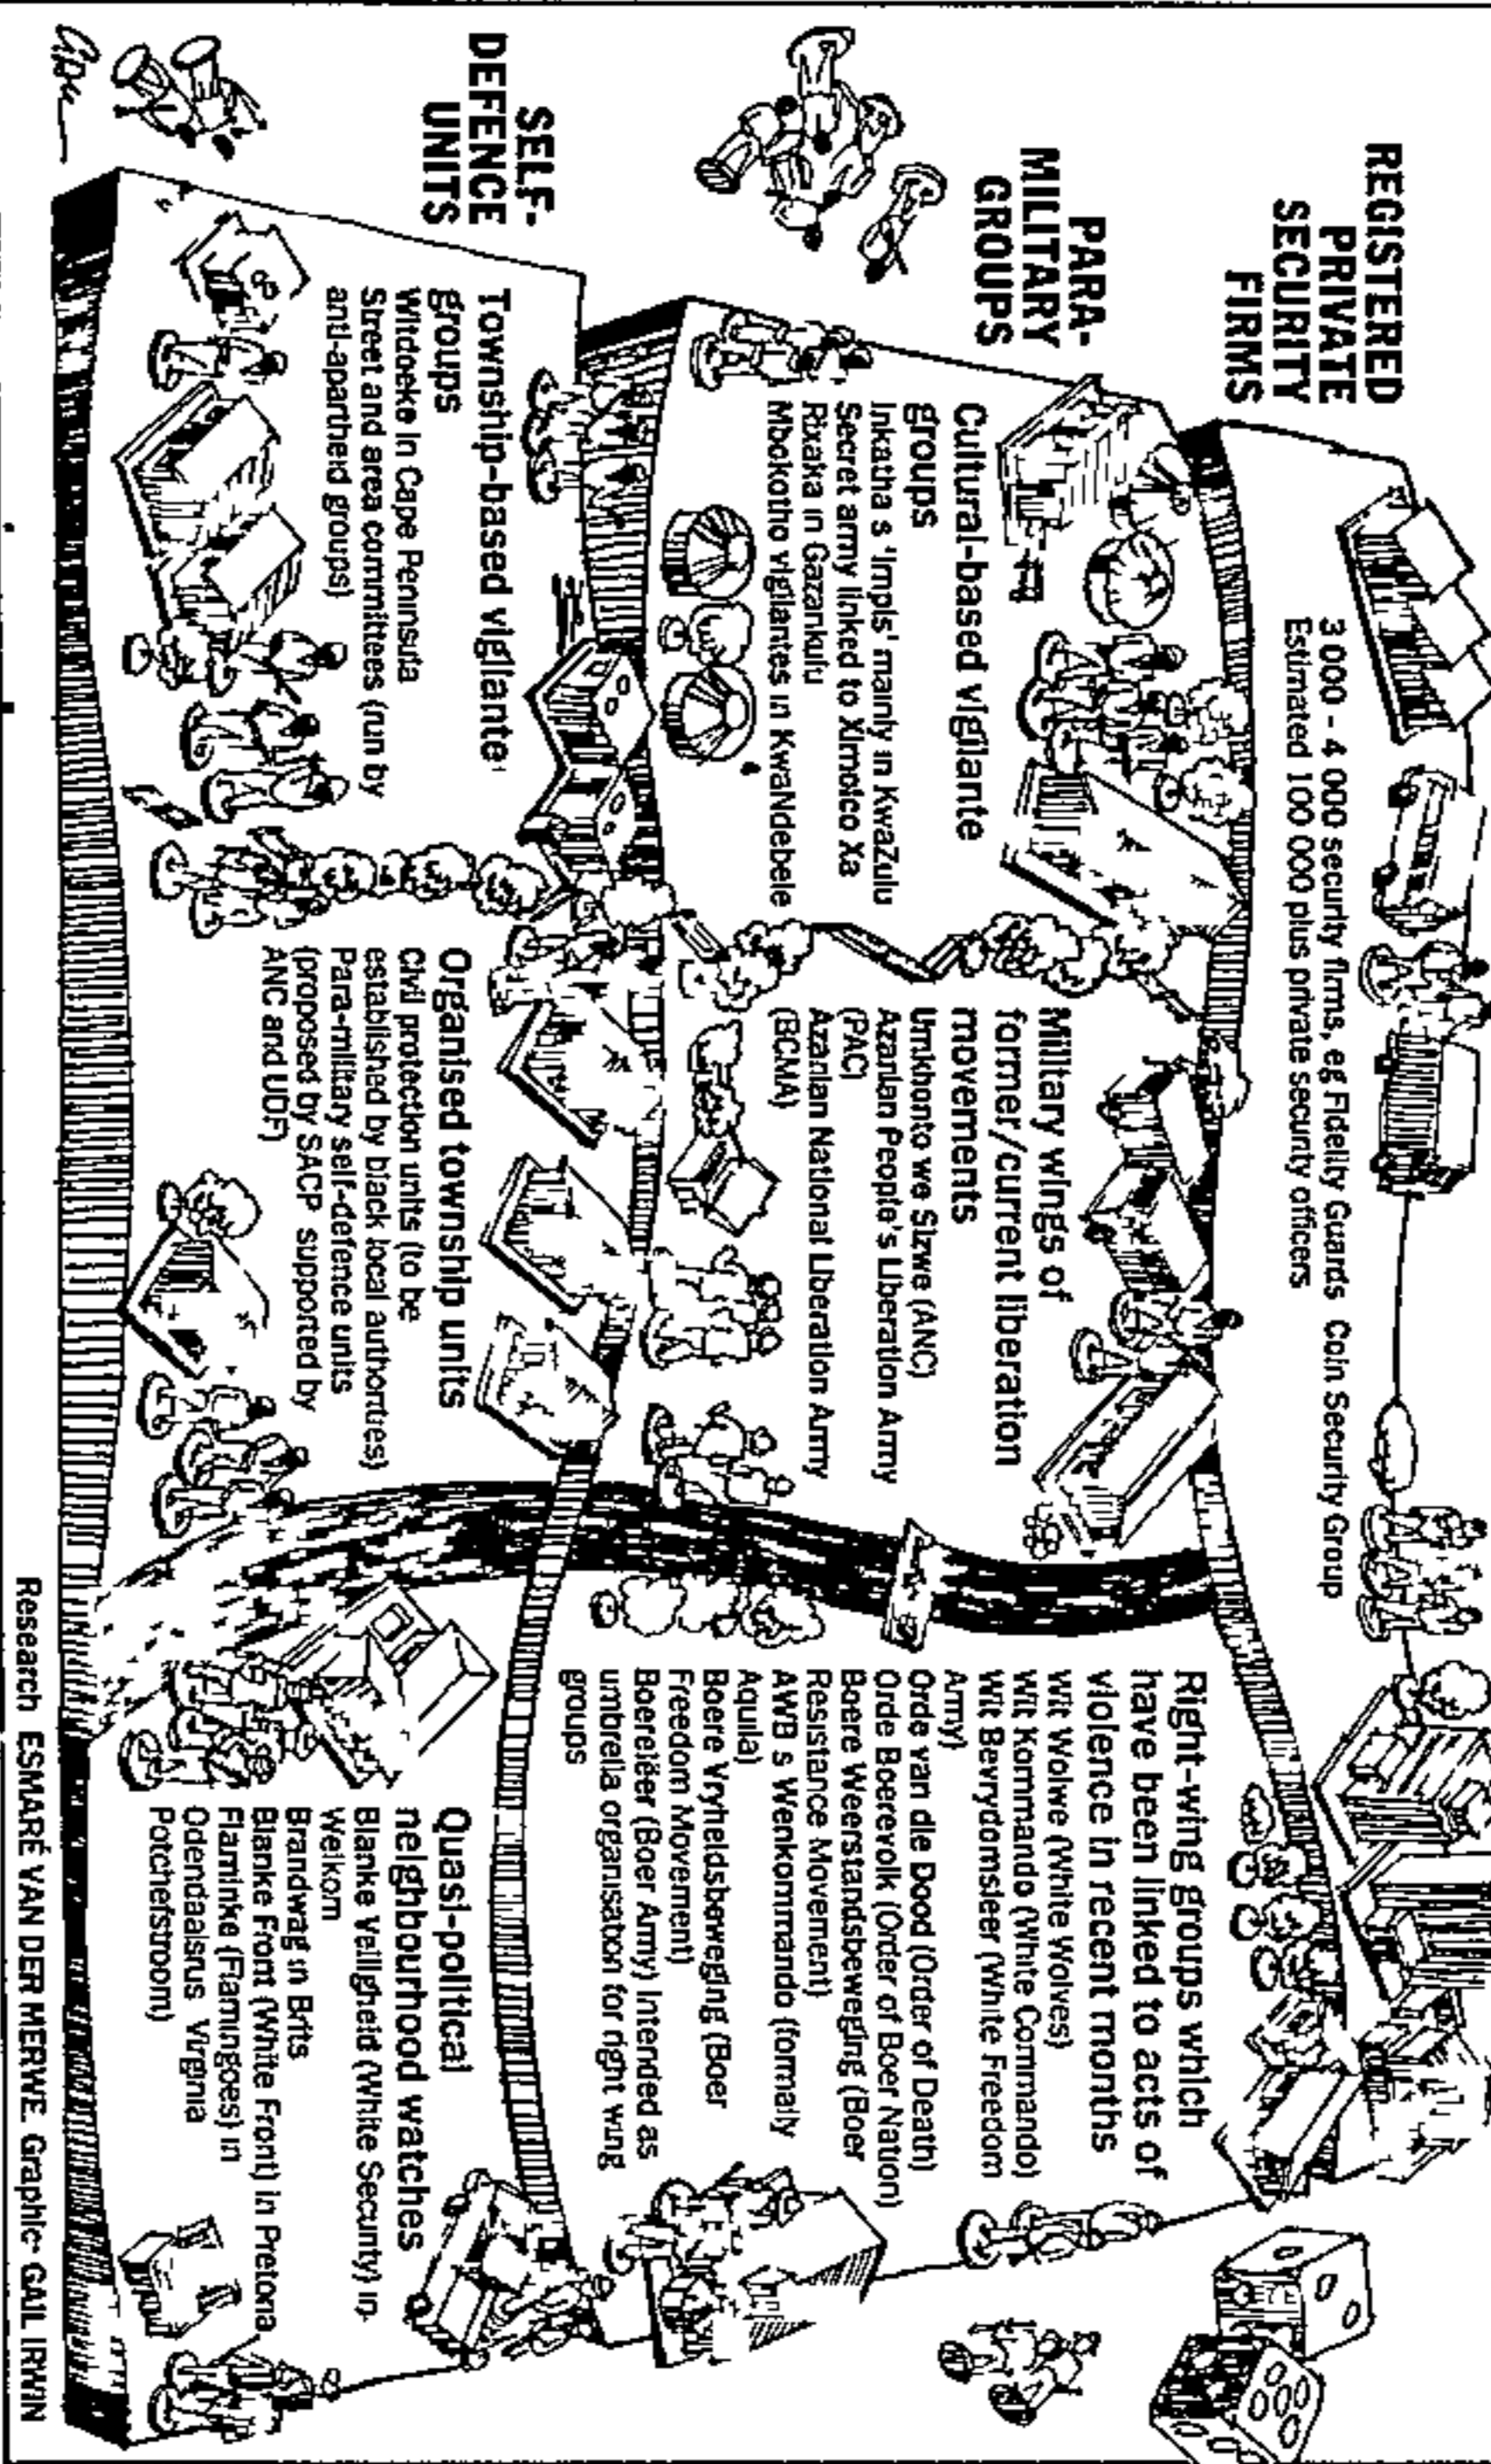 REGISTERED
PRIVATE
SECURITY
FIRMS
3 000 - 4 000 security firms, eg Fidelity Guards Coin Security Group
Estimated 100 000 plus private security officers
PARA-
MILITARY
GROUPS
Cultural-based vigilante
groups
Inkatha s 'Impis' mainly in KwaZulu
Secret army linked to Ximoko Xa
Rixaka in Gazankulu
Mbokotho vigilantes in KwaNdebele
Military wings of
former/current liberation
movements
Umkhonto we Sizwe (ANC)
Azanian People's Liberation Army
(PAC)
Azanian National Liberation Army
(BCMA)
Right-wing groups which
have been linked to acts of
violence in recent months
Wit Wolwe (White Wolves)
Wit Kommando (White Commando)
Wit Bevrydomsleer (White Freedom
Army)
Orde van die Dood (Order of Death)
Orde Boerevolk (Order of Boer Nation)
Boere Weerstandsbeweging (Boer
Resistance Movement)
AWB s Wenkommando (formally
Aquila)
Boere Vryheidsbeweging (Boer
Freedom Movement)
Boereleër (Boer Army) Intended as
umbrella organisation for right wing
groups
SELF-
DEFENCE
UNITS
Township-based vigilante
groups
Witdoeke in Cape Peninsula
Street and area committees (run by
anti-apartheid groups)
Organised township units
Civil protection units (to be
established by black local authorities)
Para-military self-defence units
(proposed by SACP supported by
ANC and UDF)
Quasi-political
neighbourhood watches
Blanke Veiligheid (White Security) in
Welkom
Brandwag in Brits
Blanke Front (White Front) in Pretoria
Flaminke (Flamingoes) in
Odendaalsrus Virginia
Potchefstroom)
Research ESMARÉ VAN DER MERWE Graphic GAIL IRWIN